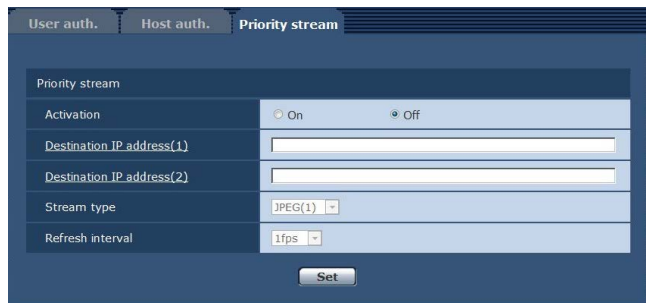 User auth. Host auth. Priority stream
Priority stream
Activation On Off
Destination IP address(1)
Destination IP address(2)
Stream type JPEG(1)
Refresh interval 1fps
Set